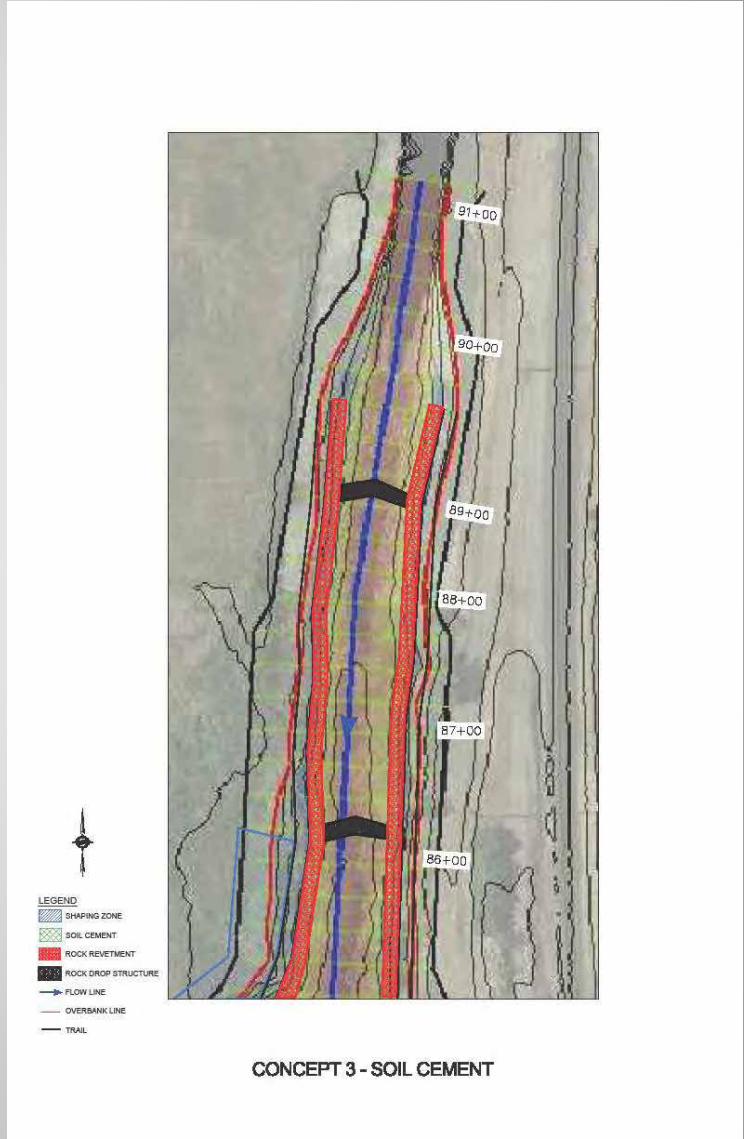 91+00
90+00
89+00
88+00
87+00
86+00
LEGEND
SHAPING ZONE
SOIL CEMENT
ROCK REVETMENT
ROCK DROP STRUCTURE
FLOW LINE
OVERBANK LINE
TRAIL
CONCEPT 3 - SOIL CEMENT